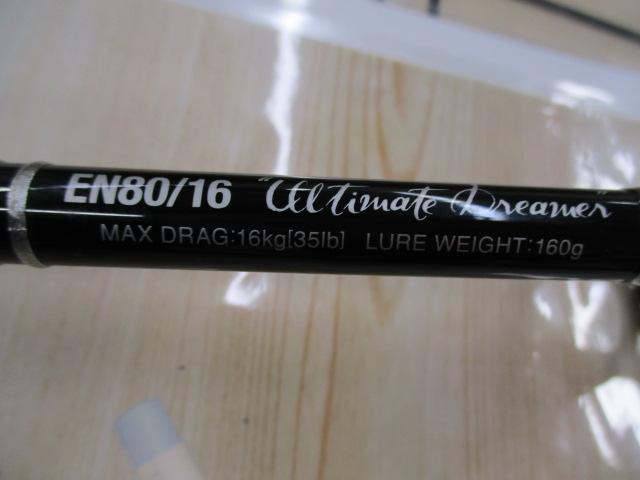 EN80/16 "Ultimate Dreamer"
MAX DRAG:16kg[35lb] LURE WEIGHT:160g